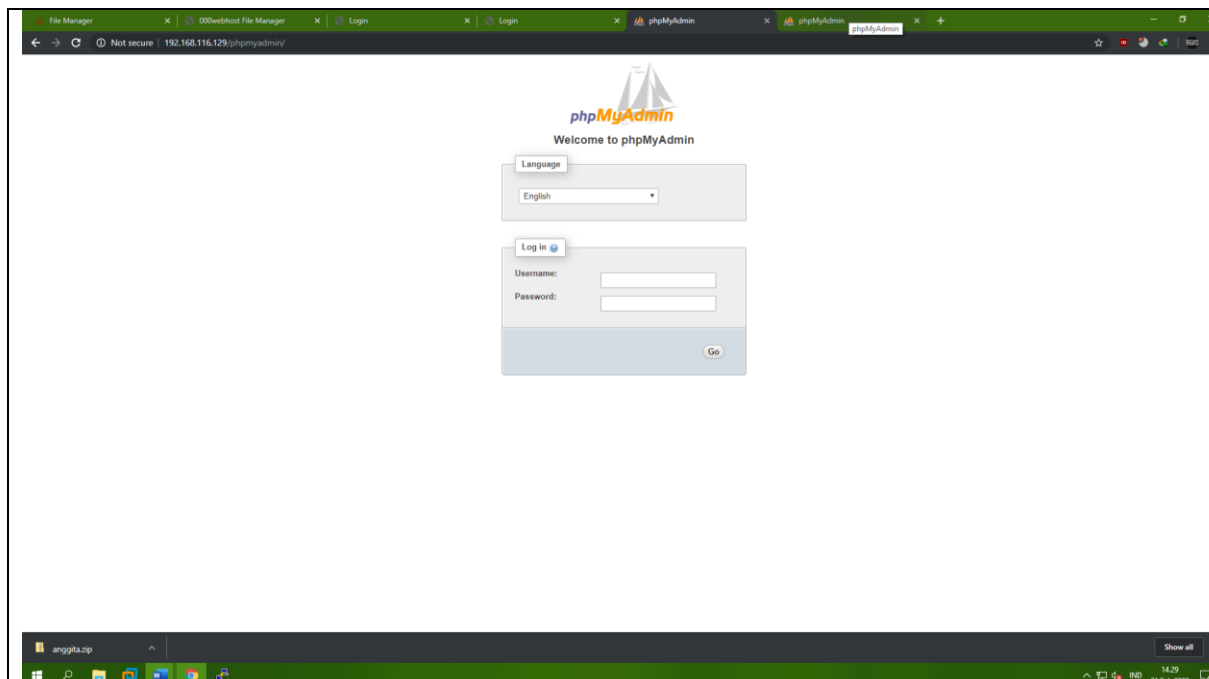 File Manager
000webhost File Manager
Login
Login
phpMyAdmin
phpMyAdmin
phpMyAdmin
Not secure
192.168.116.129/phpmyadmin/
phpMyAdmin
Welcome to phpMyAdmin
Language
English
Log in
Username:
Password:
Go
anggita.zip
Show all
IND
14.29